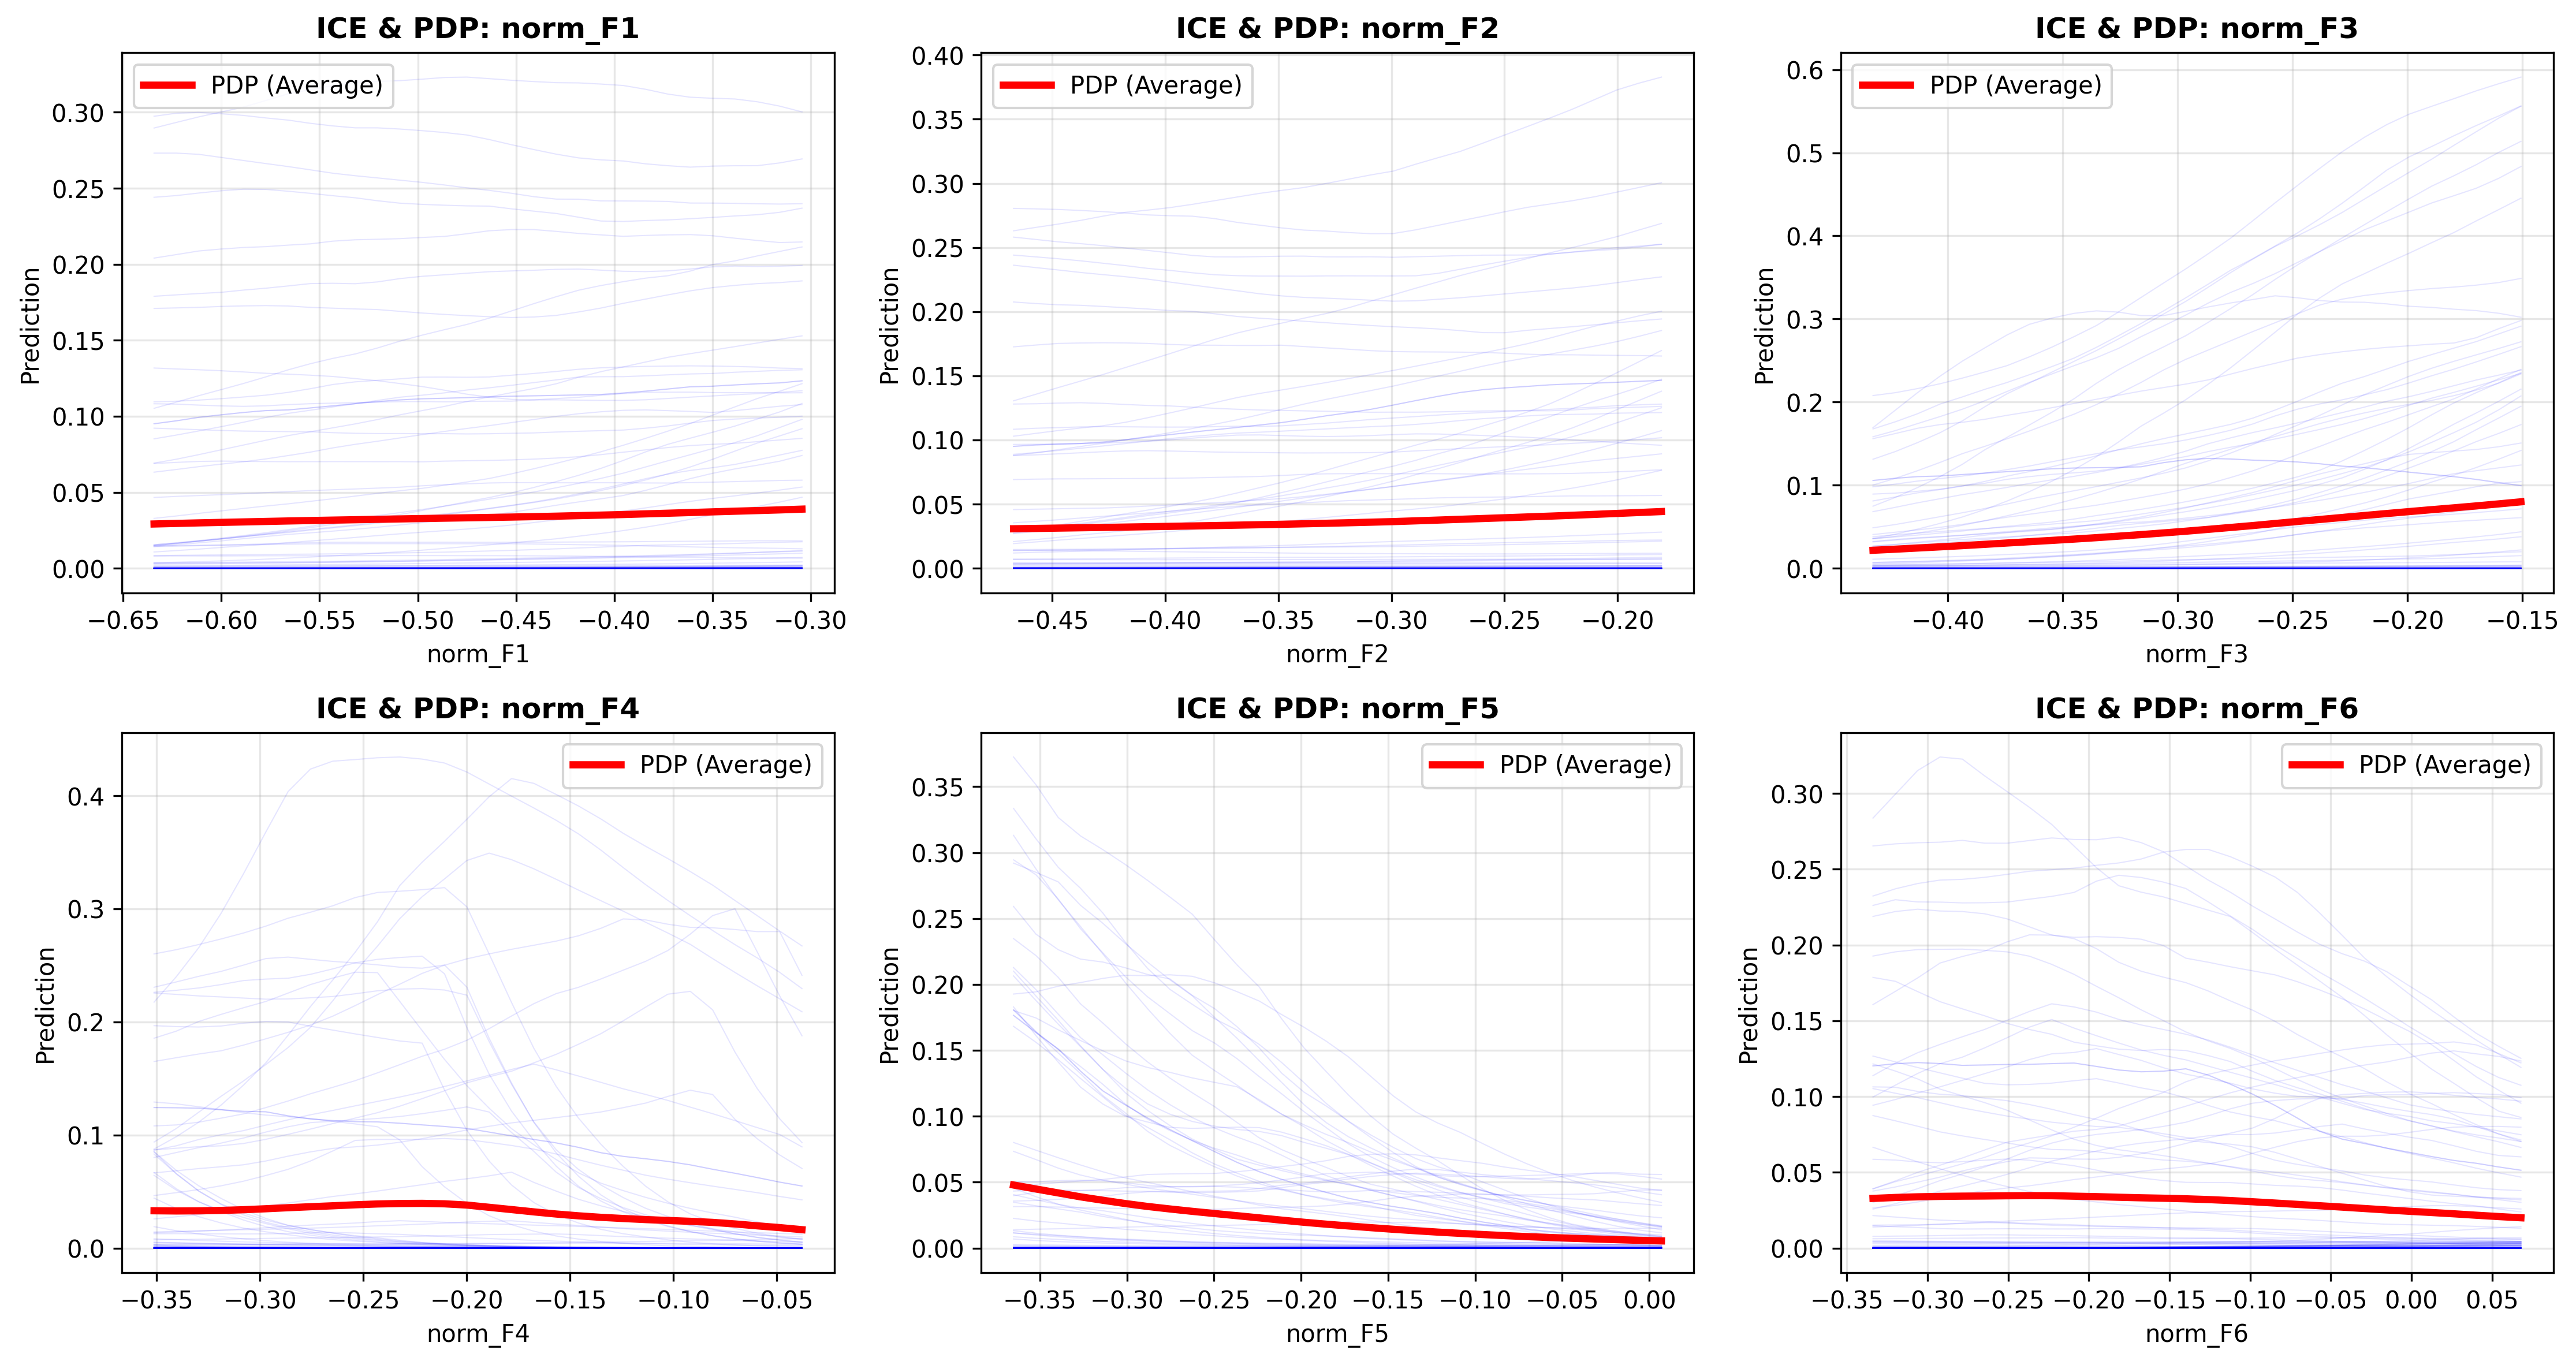 ICE & PDP: norm_F1
PDP (Average)
Prediction
0.30
0.25
0.20
0.15
0.10
0.05
0.00
−0.65 −0.60 −0.55 −0.50 −0.45 −0.40 −0.35 −0.30
norm_F1
ICE & PDP: norm_F2
PDP (Average)
Prediction
0.40
0.35
0.30
0.25
0.20
0.15
0.10
0.05
0.00
−0.45 −0.40 −0.35 −0.30 −0.25 −0.20
norm_F2
ICE & PDP: norm_F3
PDP (Average)
Prediction
0.6
0.5
0.4
0.3
0.2
0.1
0.0
−0.40 −0.35 −0.30 −0.25 −0.20 −0.15
norm_F3
ICE & PDP: norm_F4
PDP (Average)
Prediction
0.4
0.3
0.2
0.1
0.0
−0.35 −0.30 −0.25 −0.20 −0.15 −0.10 −0.05
norm_F4
ICE & PDP: norm_F5
PDP (Average)
Prediction
0.35
0.30
0.25
0.20
0.15
0.10
0.05
0.00
−0.35 −0.30 −0.25 −0.20 −0.15 −0.10 −0.05 0.00
norm_F5
ICE & PDP: norm_F6
PDP (Average)
Prediction
0.30
0.25
0.20
0.15
0.10
0.05
0.00
−0.35 −0.30 −0.25 −0.20 −0.15 −0.10 −0.05 0.00 0.05
norm_F6